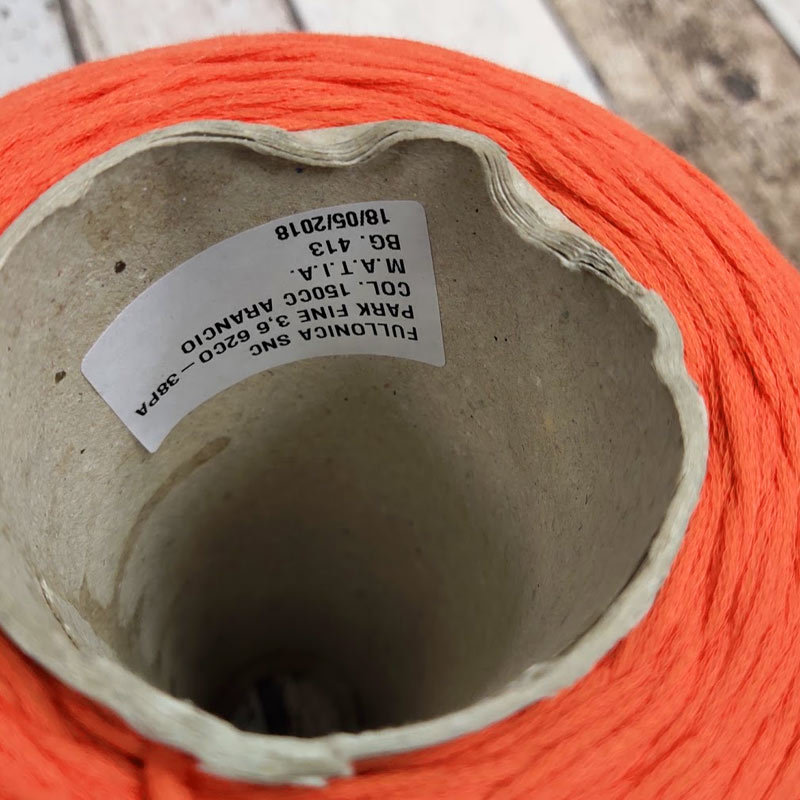 FULLONICA SNC
PARK FINE 3,6 62CO — 38PA
COL. 150CC ARANCIO
M.A.T.I.A.
BG. 413
18/05/2018